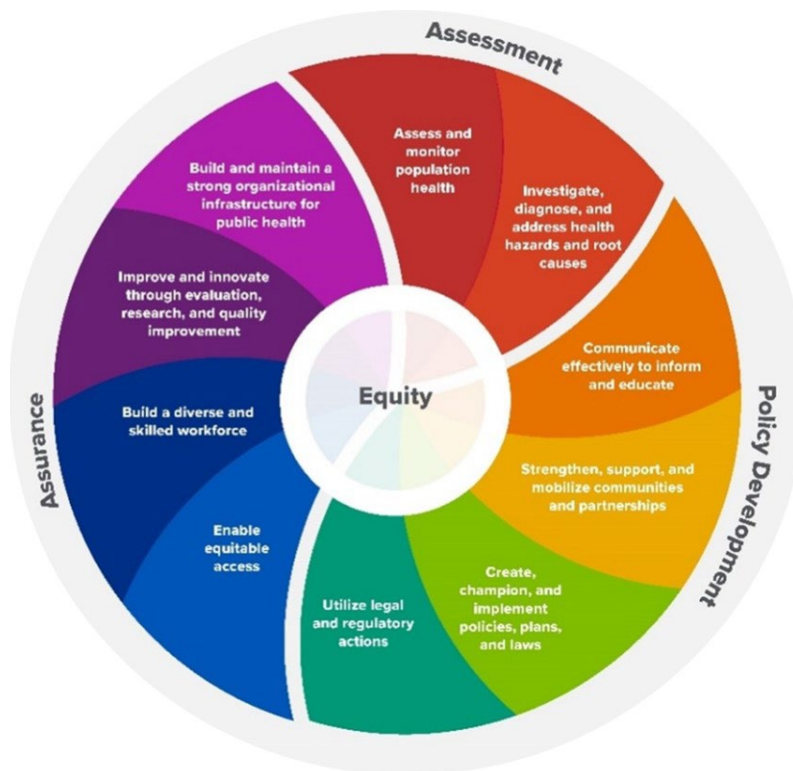 Assessment
Assess and
monitor
population
health
Investigate,
diagnose, and
address health
hazards and root
causes
Policy Development
Communicate
effectively to inform
and educate
Strengthen, support, and
mobilize communities
and partnerships
Create,
champion, and
implement
policies, plans,
and laws
Utilize legal
and regulatory
actions
Assurance
Enable
equitable
access
Build a diverse and
skilled workforce
Improve and innovate
through evaluation,
research, and quality
improvement
Build and maintain a
strong organizational
infrastructure for
public health
Equity